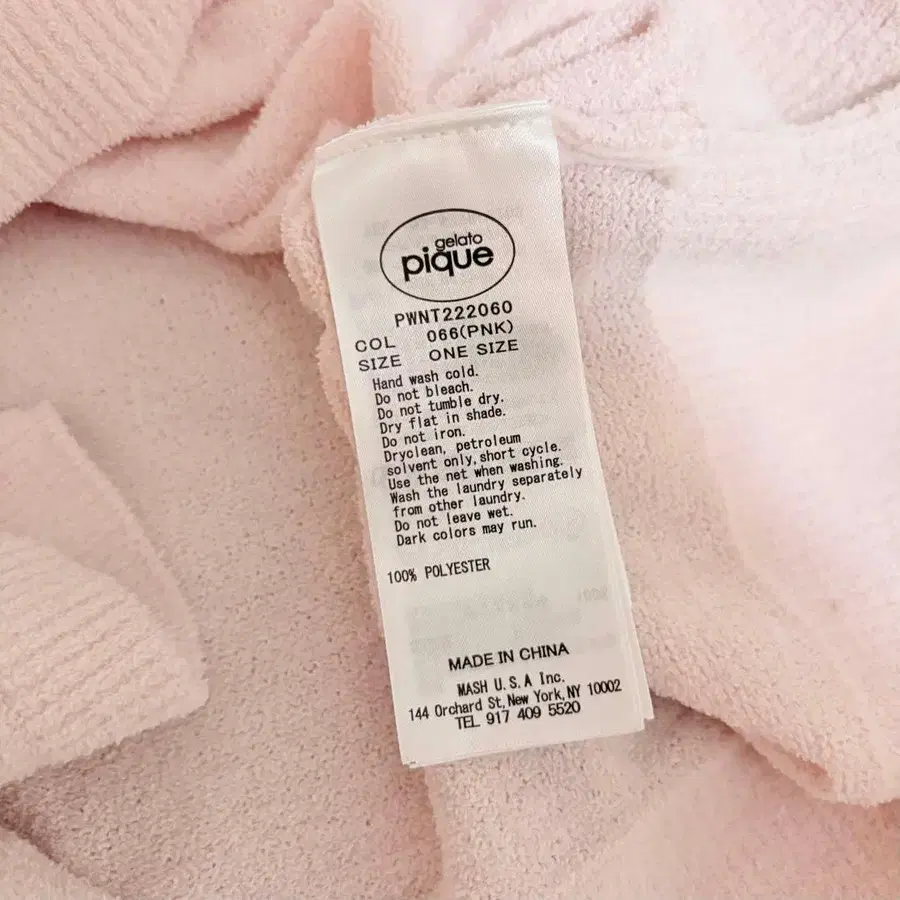 gelato
pique
PWNT222060
COL 066(PNK)
SIZE ONE SIZE
Hand wash cold.
Do not bleach.
Do not tumble dry.
Dry flat in shade.
Do not iron.
Dryclean, petroleum
solvent only, short cycle.
Use the net when washing.
Wash the laundry separately
from other laundry.
Do not leave wet.
Dark colors may run.
100% POLYESTER
MADE IN CHINA
MASH U.S.A Inc.
144 Orchard St, New York, NY 10002
TEL 917 409 5520